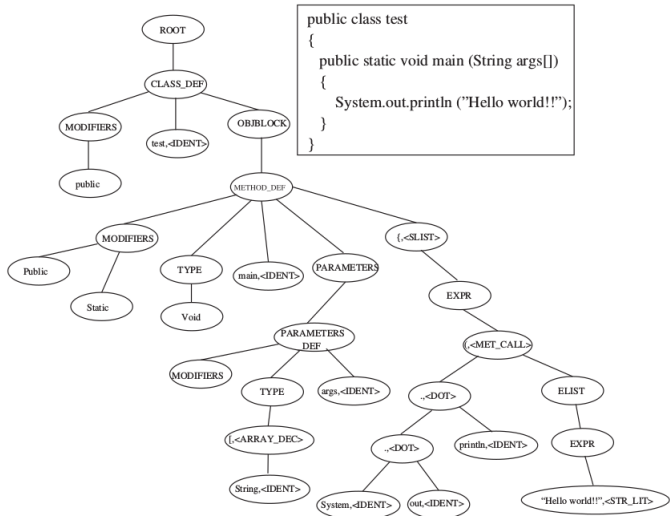 ROOT
CLASS_DEF
MODIFIERS
test,<IDENT>
OBJBLOCK
public
METHOD_DEF
MODIFIERS
Public
Static
TYPE
Void
main,<IDENT>
PARAMETERS
{,<SLIST>
EXPR
PARAMETERS
DEF
(,<MET_CALL>
MODIFIERS
TYPE
args,<IDENT>
.,<DOT>
ELIST
[,<ARRAY_DEC>
.,<DOT>
println,<IDENT>
EXPR
String,<IDENT>
System,<IDENT>
out,<IDENT>
“Hello world!!”,<STR_LIT>
public class test
{
public static void main (String args[])
{
System.out.println ("Hello world!!”);
}
}